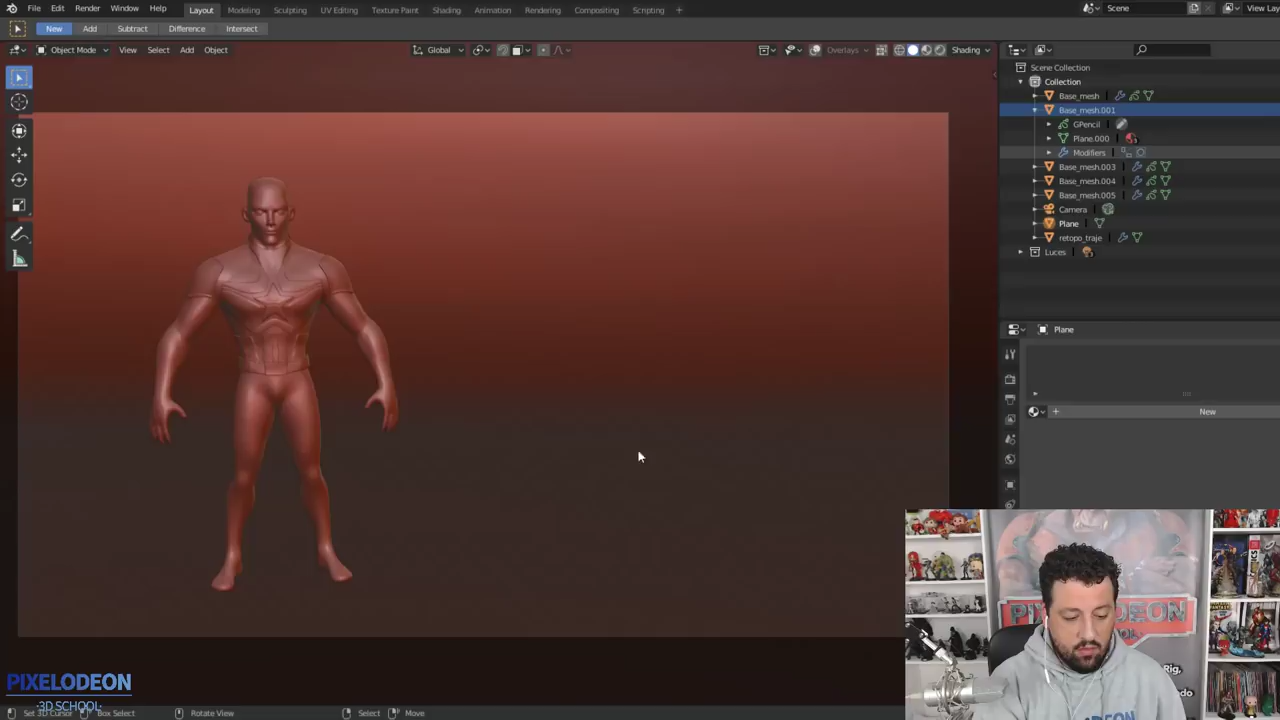 File Edit Render Window Help Layout Modeling Sculpting UV Editing Texture Paint Shading Animation Rendering Compositing Scripting + Scene View Lay
New Add Subtract Difference Intersect
Object Mode View Select Add Object Global Overlays Shading
Scene Collection
Collection
Base_mesh
Base_mesh.001
GPencil
Plane.000
Modifiers
Base_mesh.003
Base_mesh.004
Base_mesh.005
Camera
Plane
retopo_traje
Luces
Plane
New
PIXELODEON
3D SCHOOL
Set 3D Cursor Box Select Rotate View Select Move